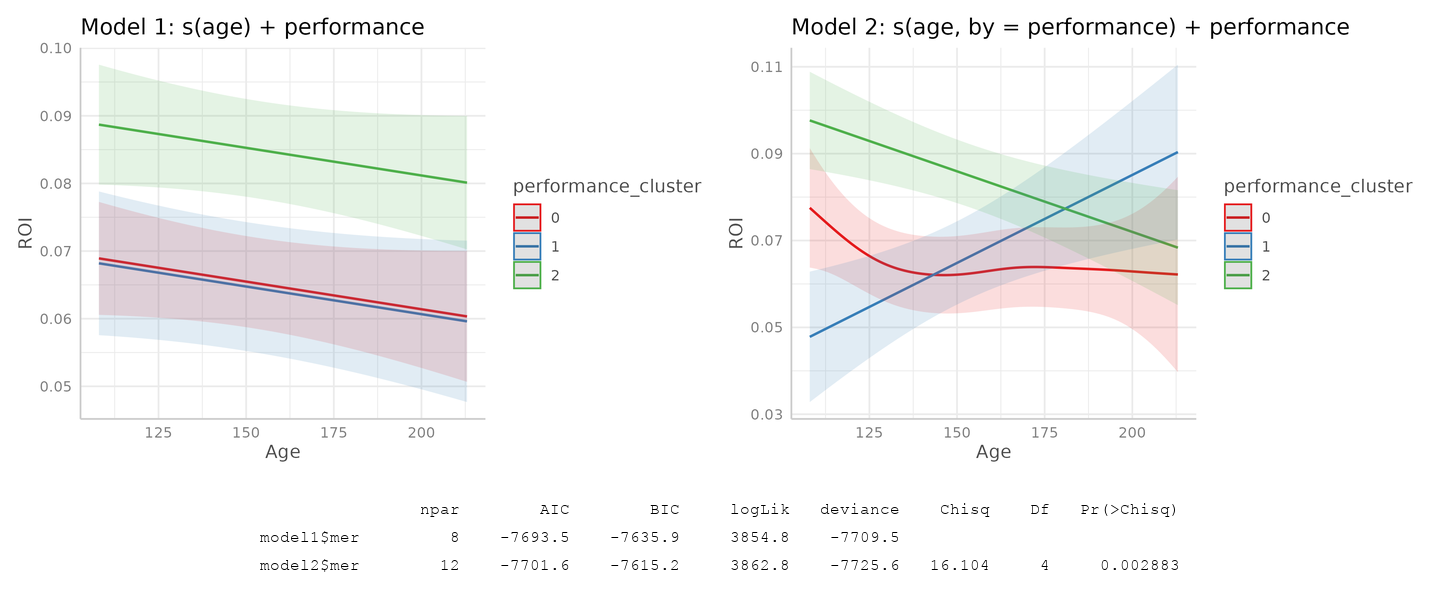 Model 1: s(age) + performance
0.10
0.09
0.08
0.07
0.06
0.05
ROI
125 150 175 200
Age
performance_cluster
0
1
2
Model 2: s(age, by = performance) + performance
0.11
0.09
0.07
0.05
0.03
ROI
125 150 175 200
Age
performance_cluster
0
1
2
npar AIC BIC logLik deviance Chisq Df Pr(>Chisq)
model1$mer 8 -7693.5 -7635.9 3854.8 -7709.5
model2$mer 12 -7701.6 -7615.2 3862.8 -7725.6 16.104 4 0.002883